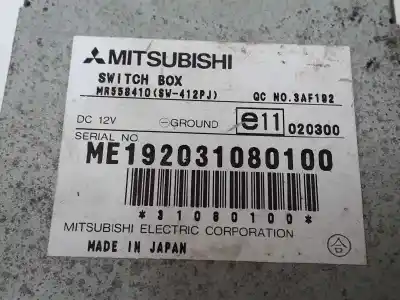 MITSUBISHI
SWITCH BOX
MR558410(SW-412PJ) QC NO.3AF192
DC 12V ⊖GROUND e11 020300
SERIAL NO
ME192031080100
*31080100*
MITSUBISHI ELECTRIC CORPORATION
MADE IN JAPAN 合